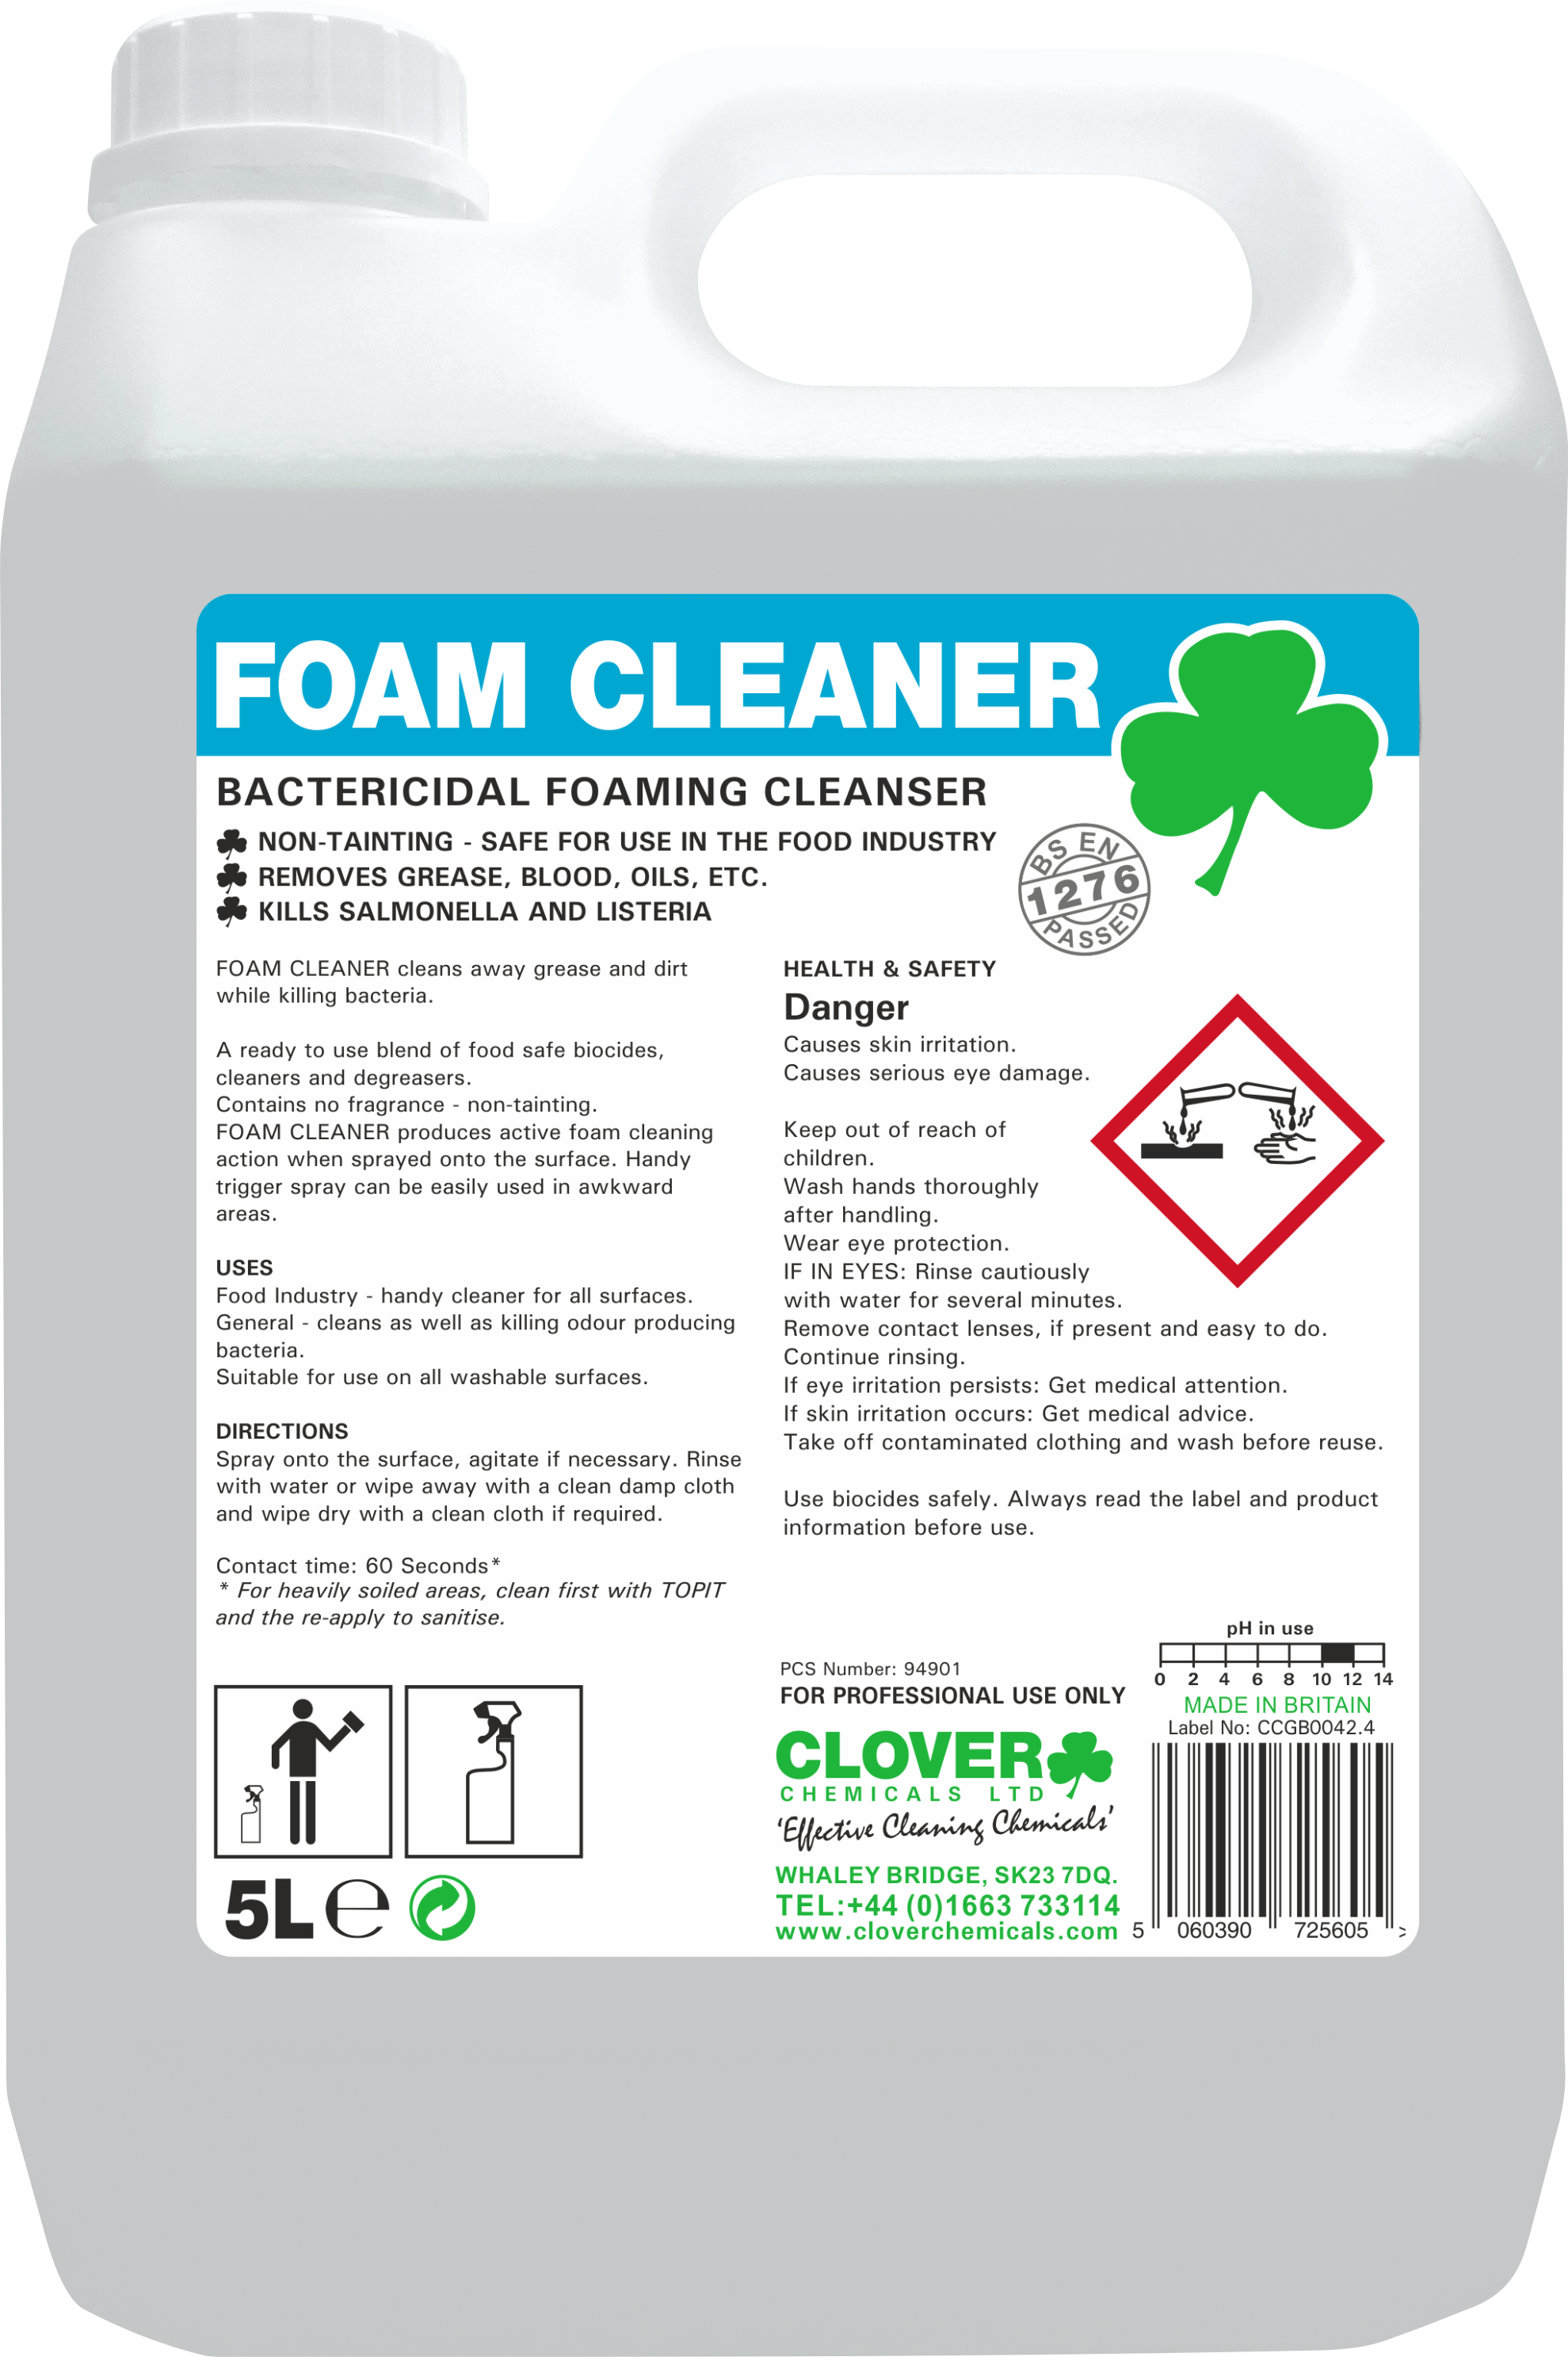 FOAM CLEANER
BACTERICIDAL FOAMING CLEANSER
NON-TAINTING - SAFE FOR USE IN THE FOOD INDUSTRY
REMOVES GREASE, BLOOD, OILS, ETC.
KILLS SALMONELLA AND LISTERIA
BS EN
1276
PASSED
FOAM CLEANER cleans away grease and dirt
while killing bacteria.
A ready to use blend of food safe biocides,
cleaners and degreasers.
Contains no fragrance - non-tainting.
FOAM CLEANER produces active foam cleaning
action when sprayed onto the surface. Handy
trigger spray can be easily used in awkward
areas.
USES
Food Industry - handy cleaner for all surfaces.
General - cleans as well as killing odour producing
bacteria.
Suitable for use on all washable surfaces.
DIRECTIONS
Spray onto the surface, agitate if necessary. Rinse
with water or wipe away with a clean damp cloth
and wipe dry with a clean cloth if required.
Contact time: 60 Seconds*
* For heavily soiled areas, clean first with TOPIT
and the re-apply to sanitise.
5L e
HEALTH & SAFETY
Danger
Causes skin irritation.
Causes serious eye damage.
Keep out of reach of
children.
Wash hands thoroughly
after handling.
Wear eye protection.
IF IN EYES: Rinse cautiously
with water for several minutes.
Remove contact lenses, if present and easy to do.
Continue rinsing.
If eye irritation persists: Get medical attention.
If skin irritation occurs: Get medical advice.
Take off contaminated clothing and wash before reuse.
Use biocides safely. Always read the label and product
information before use.
PCS Number: 94901
FOR PROFESSIONAL USE ONLY
CLOVER
CHEMICALS LTD
'Effective Cleaning Chemicals'
WHALEY BRIDGE, SK23 7DQ.
TEL:+44 (0)1663 733114
www.cloverchemicals.com
pH in use
0 2 4 6 8 10 12 14
MADE IN BRITAIN
Label No: CCGB0042.4
5 060390 725605 >